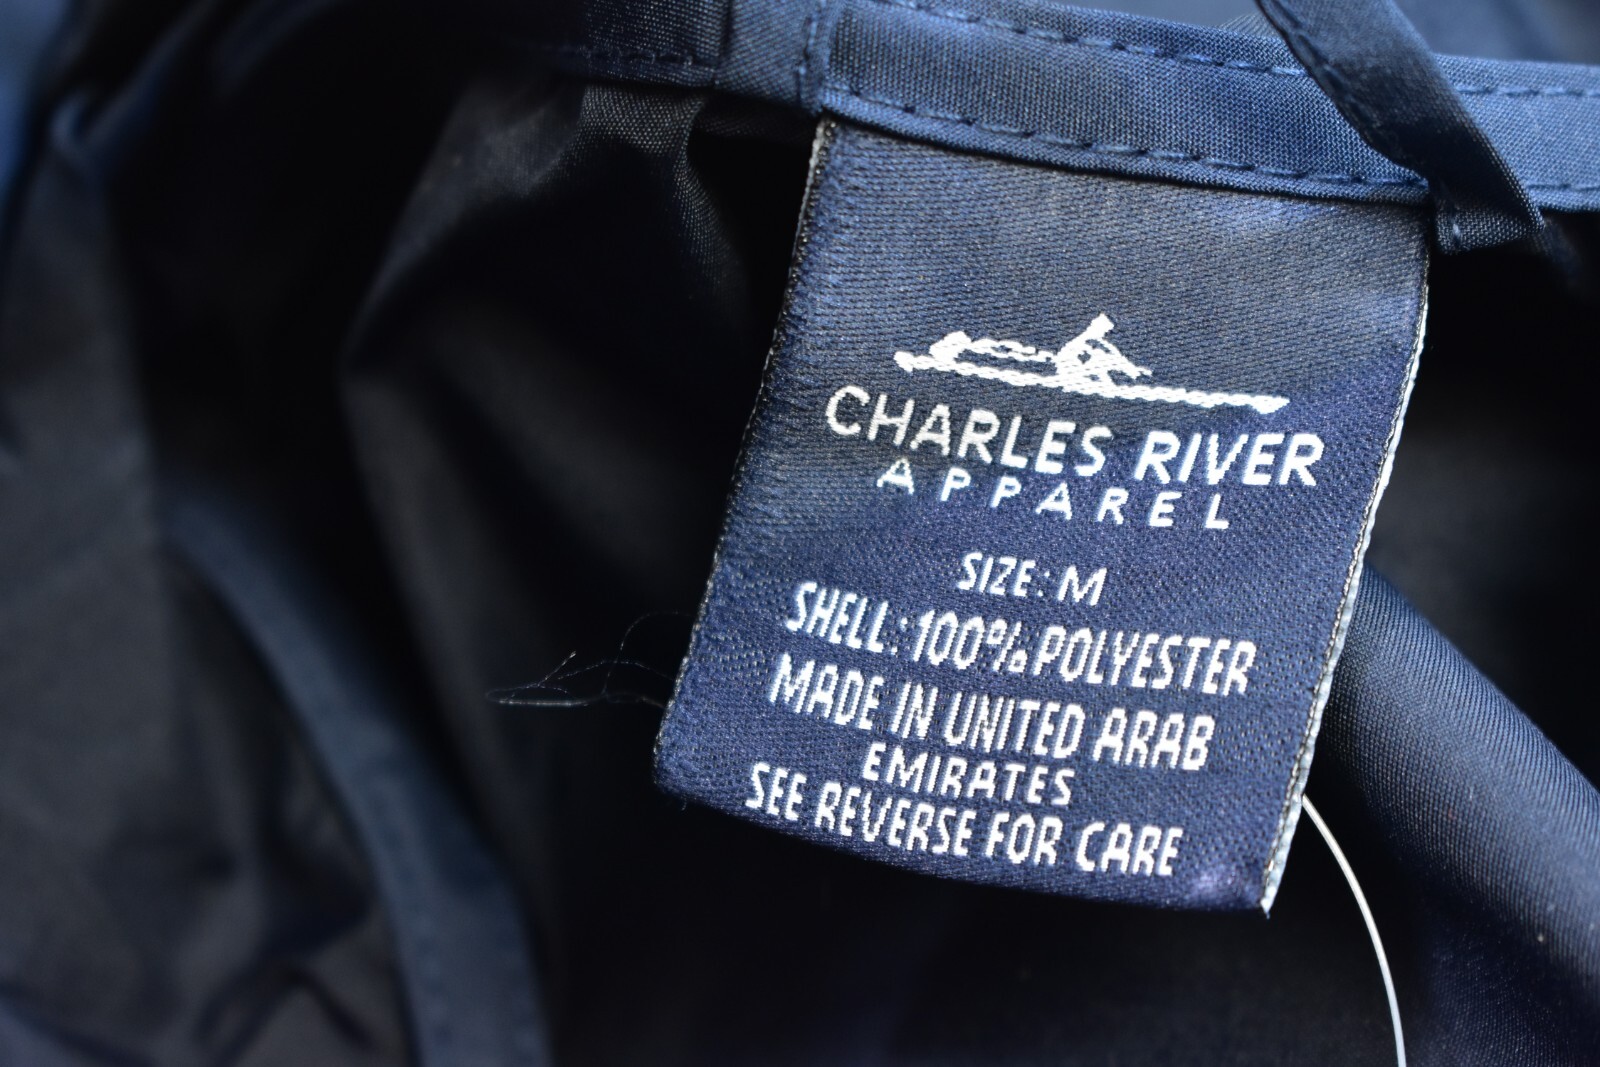 CHARLES RIVER
APPAREL
SIZE: M
SHELL: 100% POLYESTER
MADE IN UNITED ARAB
EMIRATES
SEE REVERSE FOR CARE